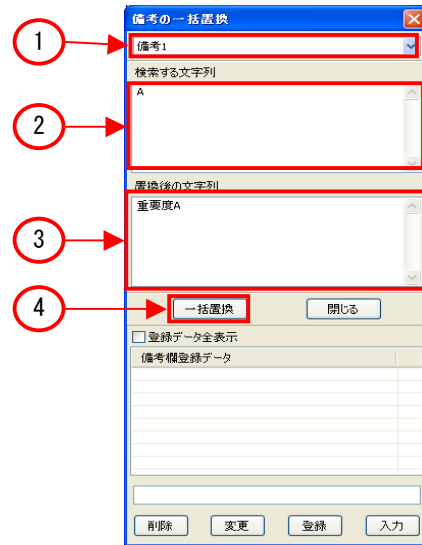 備考の一括置換
1
備考1
検索する文字列
2
A
置換後の文字列
3
重要度A
4
一括置換 閉じる
登録データ全表示
備考欄登録データ
削除 変更 登録 入力